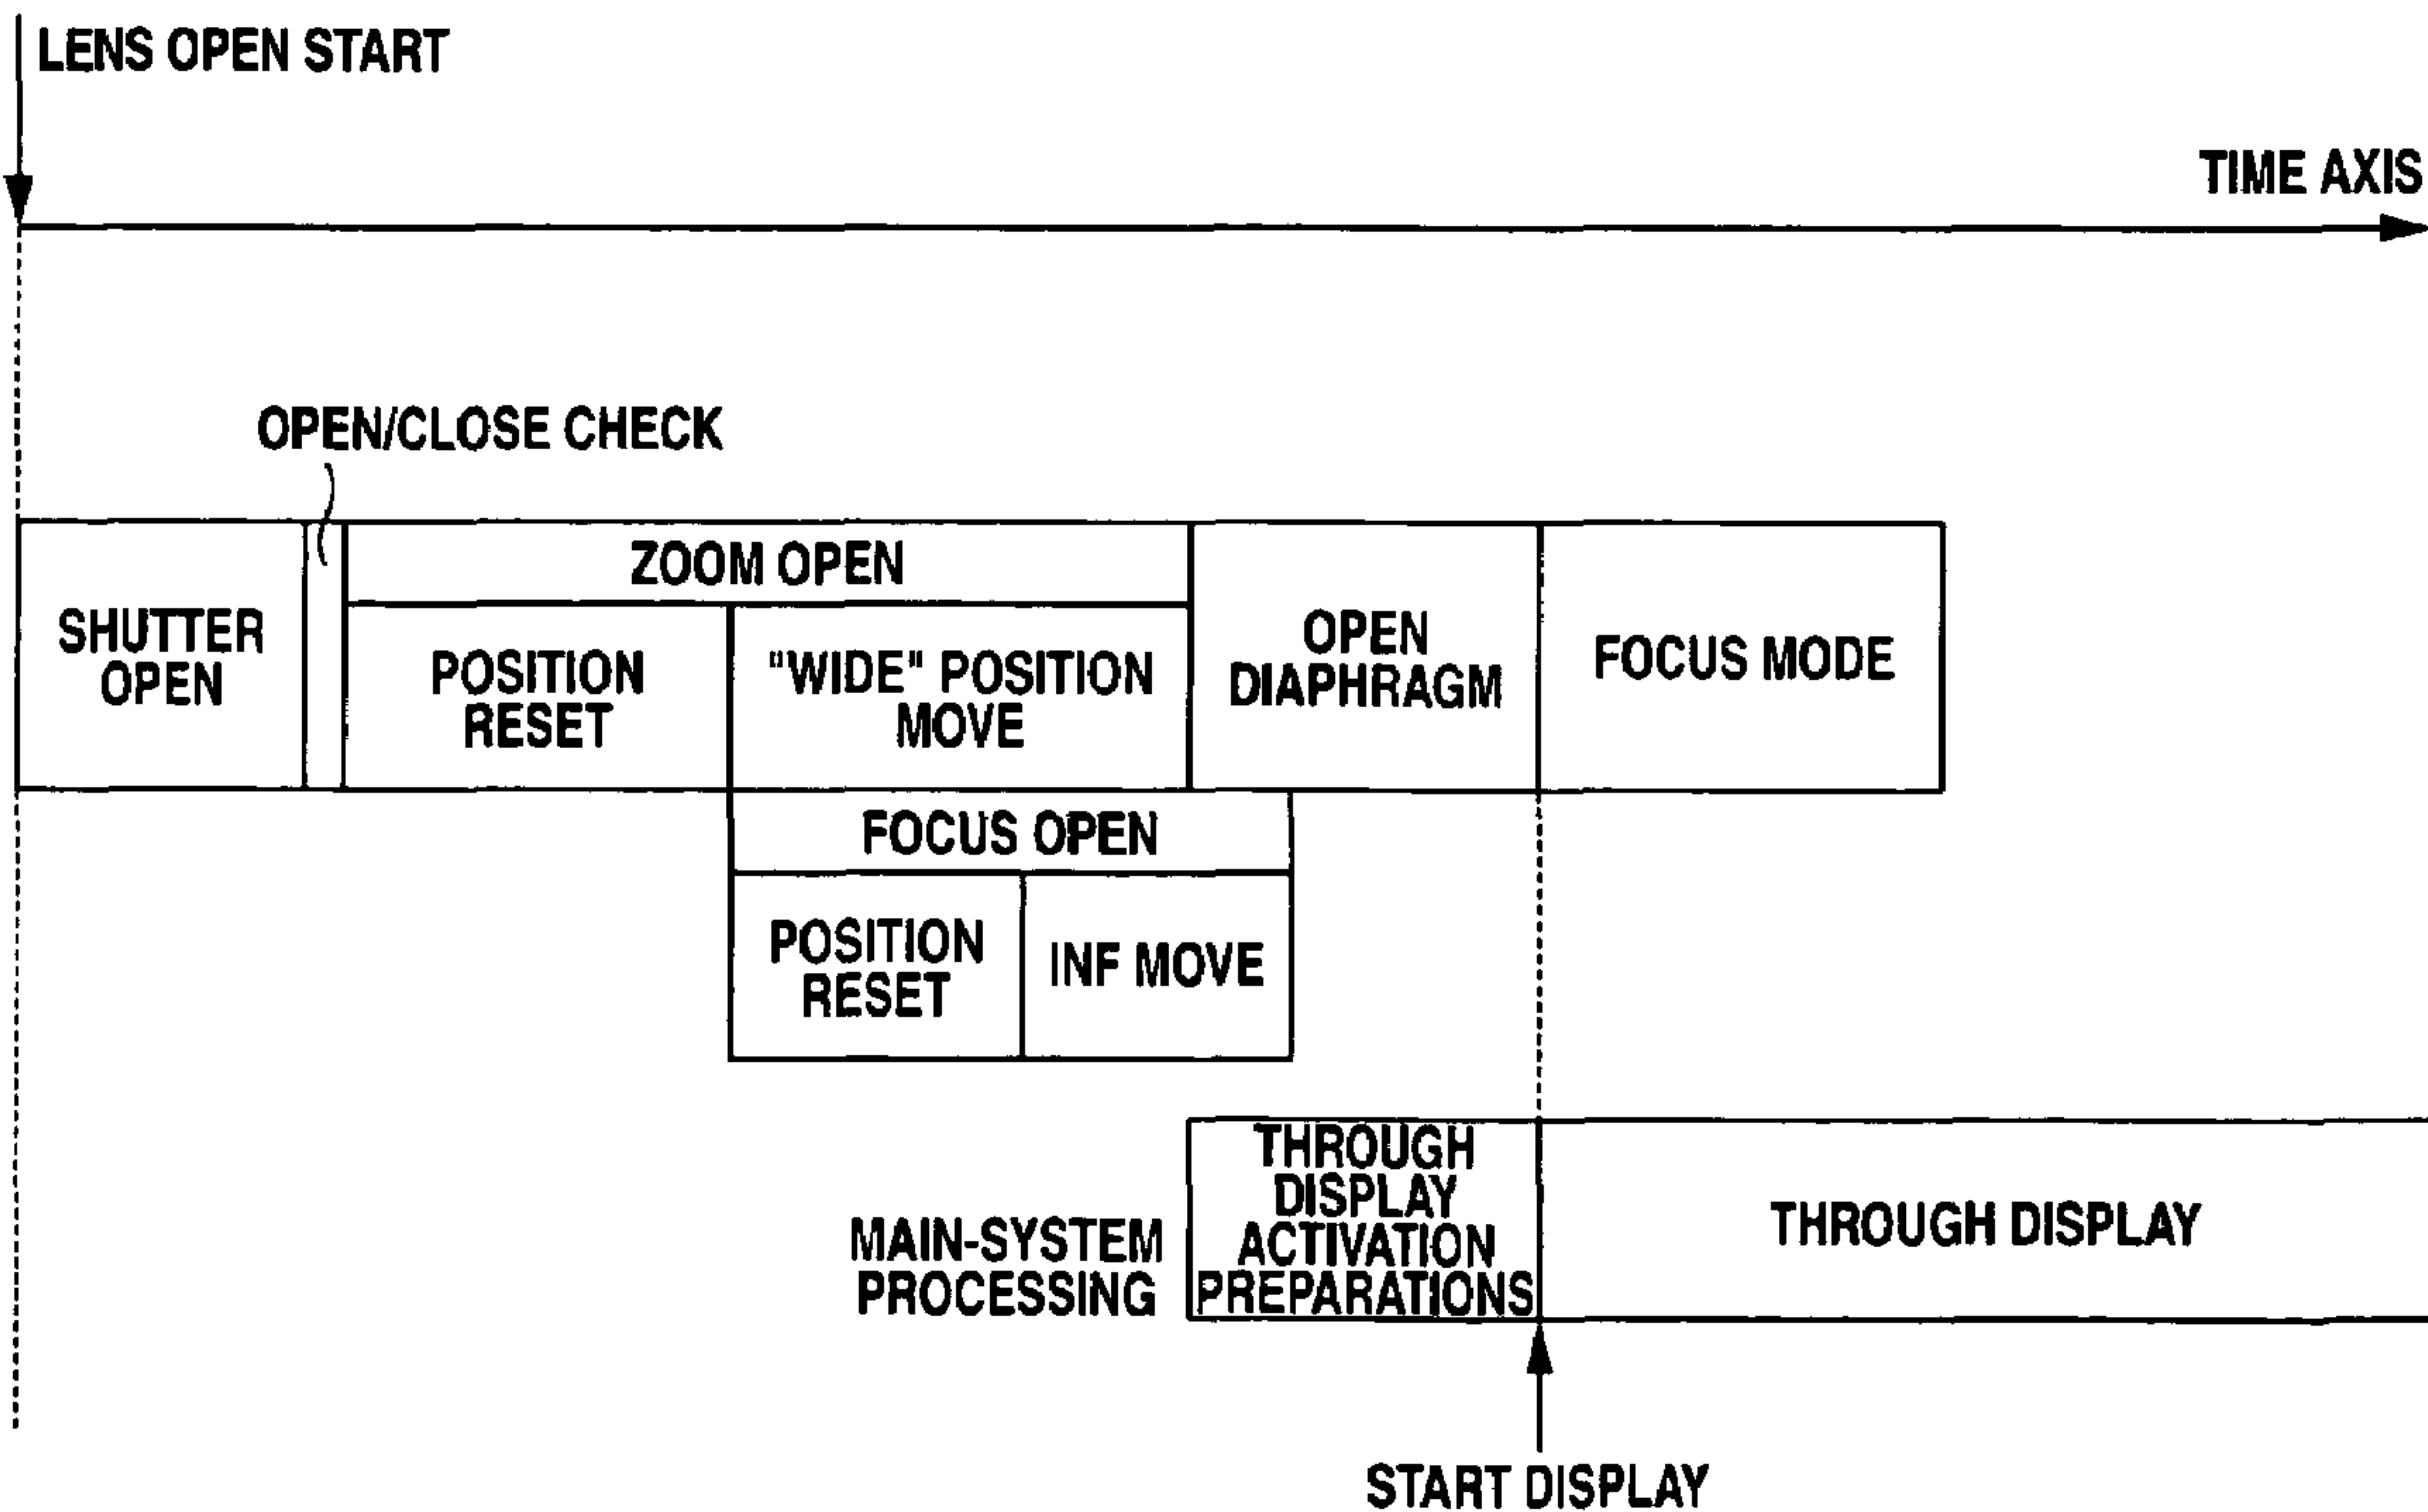 LENS OPEN START
TIME AXIS
OPEN/CLOSE CHECK
SHUTTER
OPEN
ZOOM OPEN
POSITION
RESET
"WIDE" POSITION
MOVE
OPEN
DIAPHRAGM
FOCUS MODE
FOCUS OPEN
POSITION
RESET
INF MOVE
MAIN-SYSTEM
PROCESSING
THROUGH
DISPLAY
ACTIVATION
PREPARATIONS
THROUGH DISPLAY
START DISPLAY